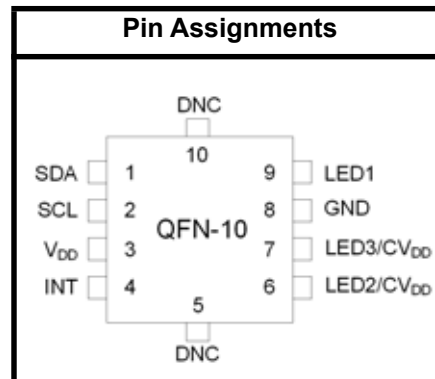 Pin Assignments
DNC
10
SDA 1 9 LED1
SCL 2 8 GND
QFN-10
VDD 3 7 LED3/CVDD
INT 4 6 LED2/CVDD
5
DNC